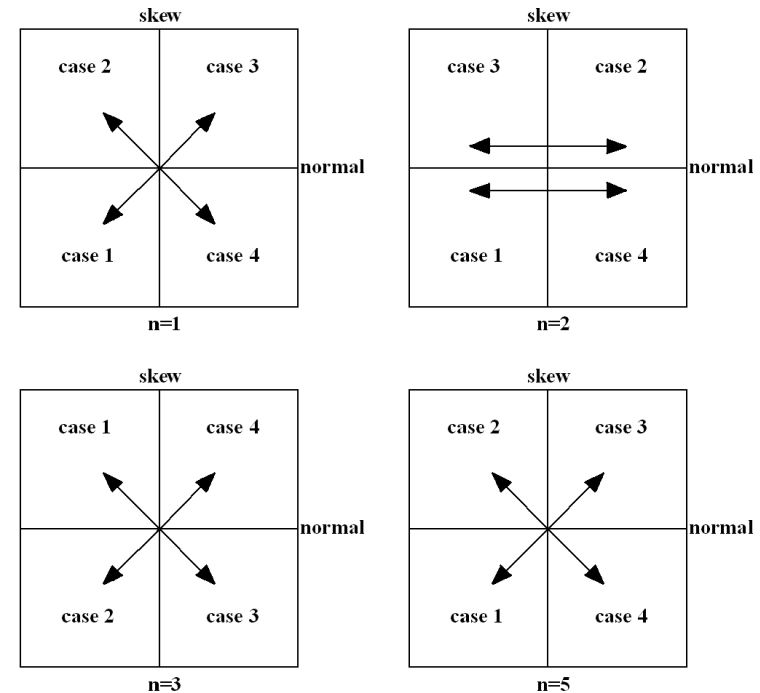 skew
case 2 case 3
normal
case 1 case 4
n=1
skew
case 3 case 2
normal
case 1 case 4
n=2
skew
case 1 case 4
normal
case 2 case 3
n=3
skew
case 2 case 3
normal
case 1 case 4
n=5